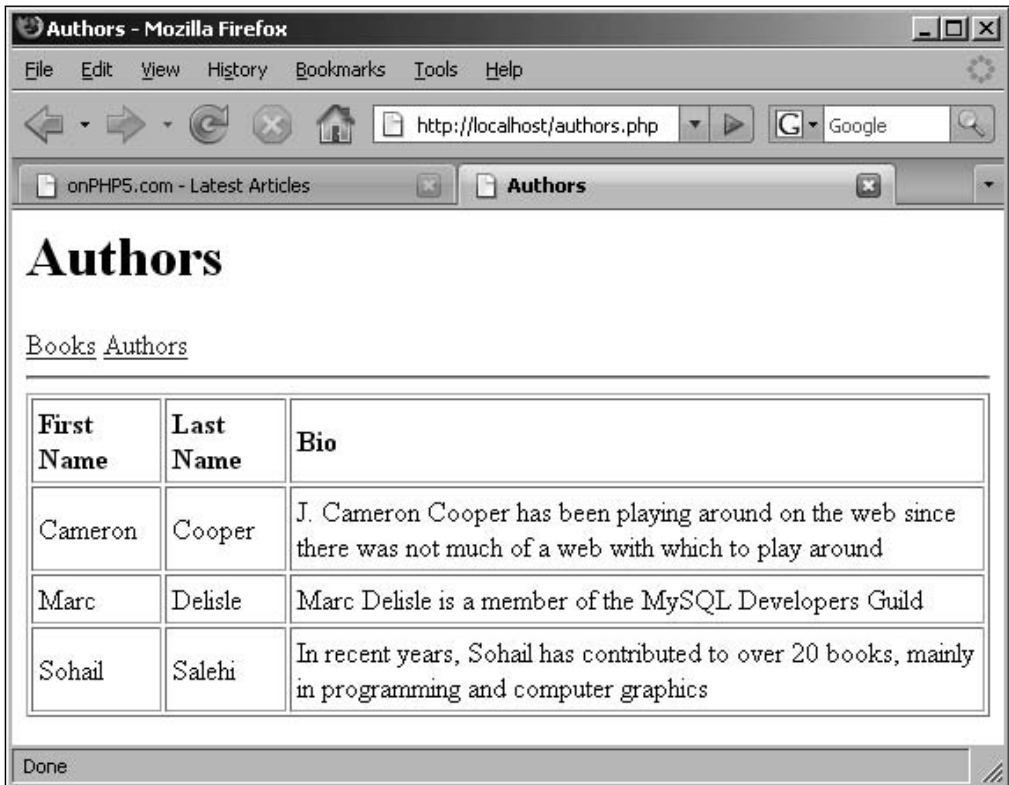 Authors - Mozilla Firefox
File Edit View History Bookmarks Tools Help
http://localhost/authors.php G Google
onPHP5.com - Latest Articles Authors
Authors
Books Authors
First Name Last Name Bio
Cameron Cooper J. Cameron Cooper has been playing around on the web since
there was not much of a web with which to play around
Marc Delisle Marc Delisle is a member of the MySQL Developers Guild
Sohail Salehi In recent years, Sohail has contributed to over 20 books, mainly
in programming and computer graphics
Done